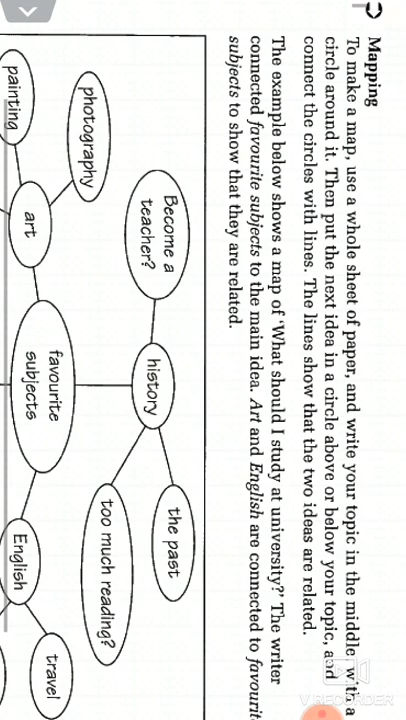 Mapping
To make a map, use a whole sheet of paper, and write your topic in the middle, with a
circle around it. Then put the next idea in a circle above or below your topic, and
connect the circles with lines. The lines show that the two ideas are related.
The example below shows a map of 'What should I study at university?' The writer
connected favourite subjects to the main idea. Art and English are connected to favourit
subjects to show that they are related.
Become a
teacher?
history
the past
photography
too much reading?
painting
art
favourite
subjects
English
travel
V RECORDER